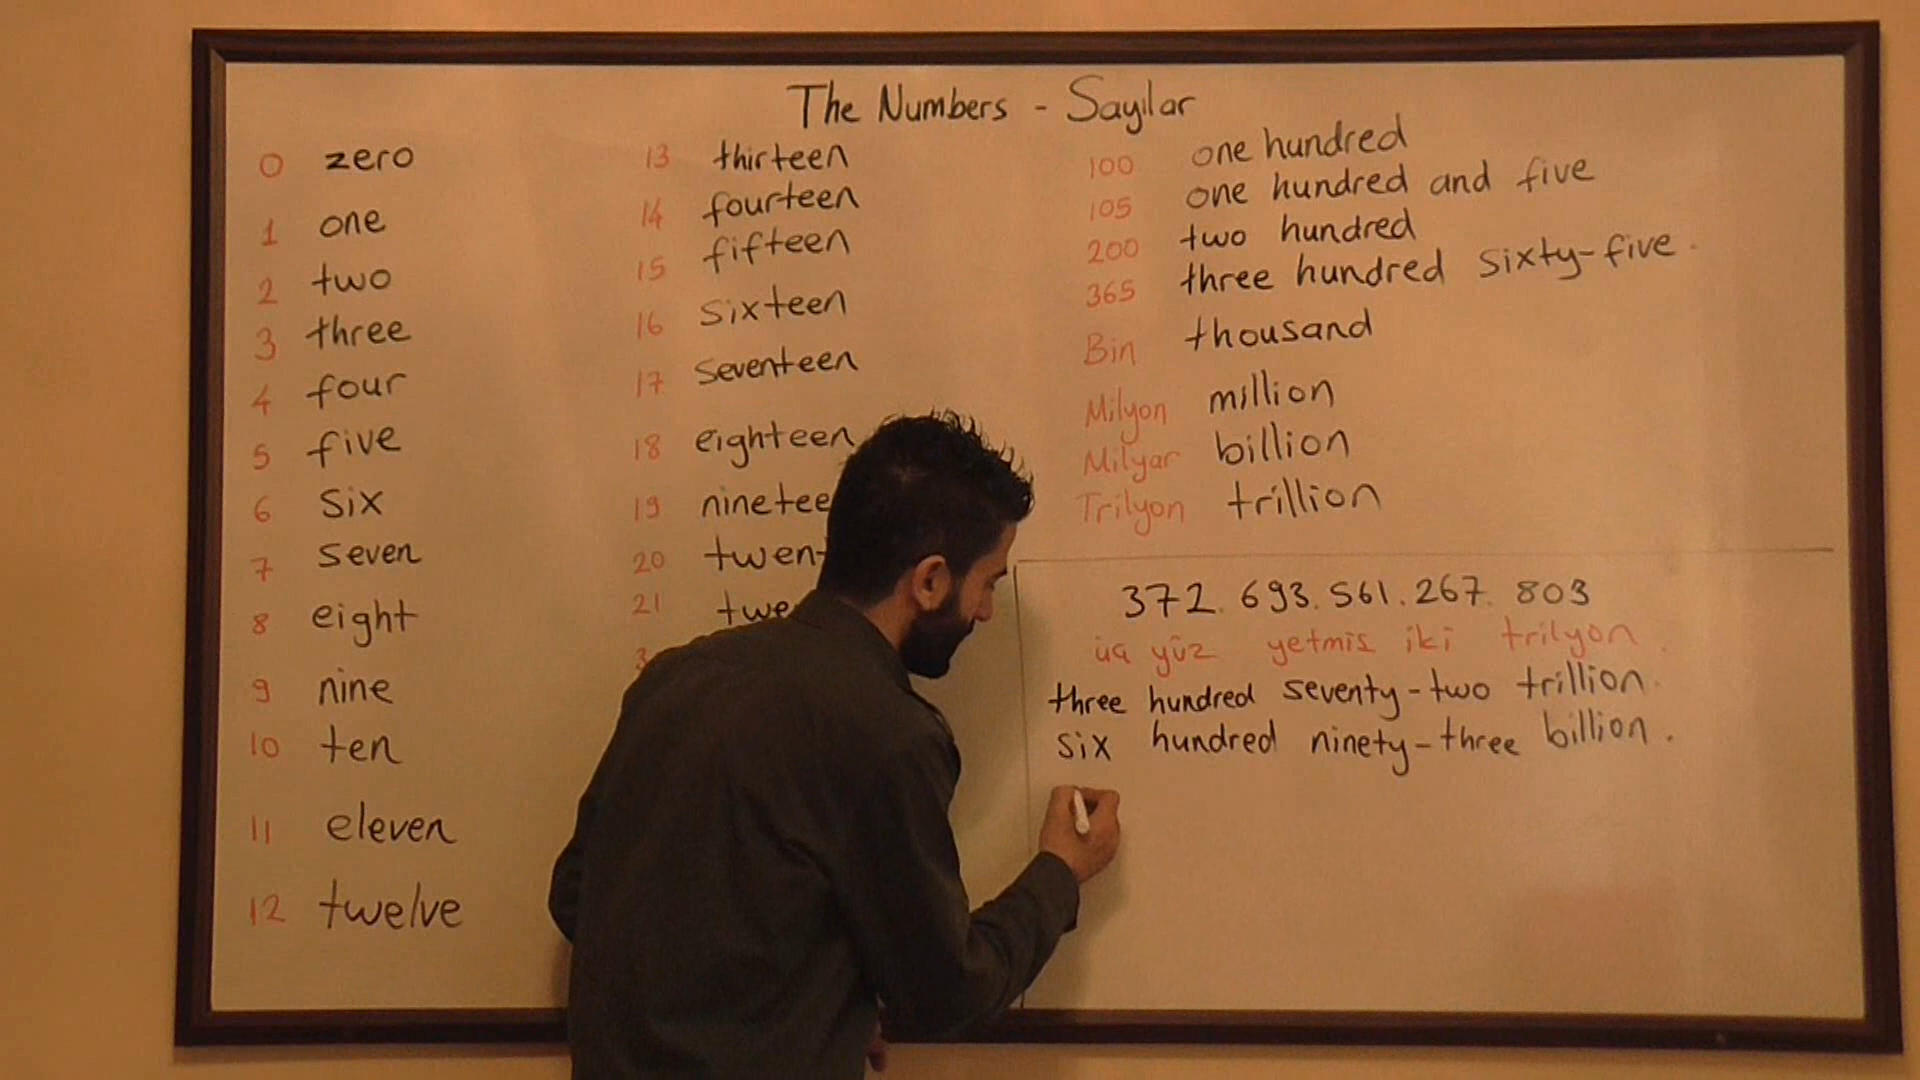 The Numbers - Sayılar
0 zero
1 one
2 two
3 three
4 four
5 five
6 six
7 seven
8 eight
9 nine
10 ten
11 eleven
12 twelve
13 thirteen
14 fourteen
15 fifteen
16 sixteen
17 seventeen
18 eighteen
19 ninetee
20 twent
21 twe
3
100 one hundred
105 one hundred and five
200 two hundred
365 three hundred sixty-five.
Bin thousand
Milyon million
Milyar billion
Trilyon trillion
372.693.561.267.803
üç yüz yetmiş iki trilyon.
three hundred seventy-two trillion.
six hundred ninety-three billion.